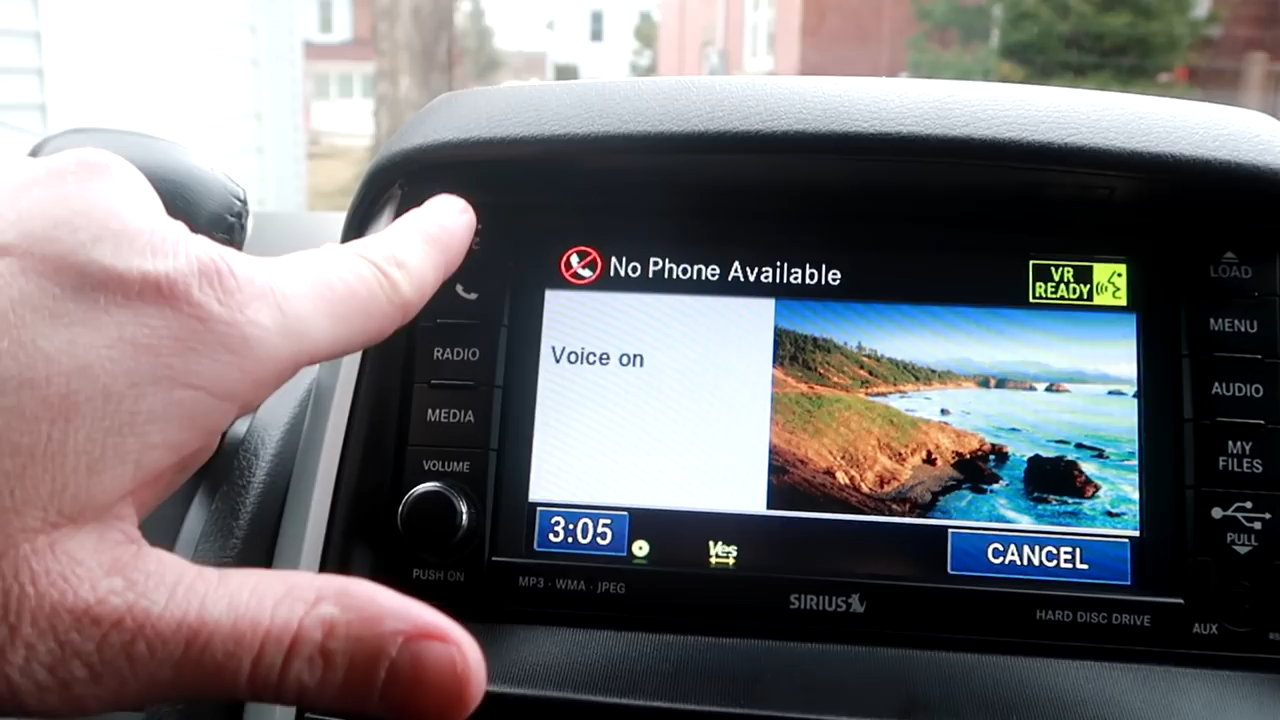 No Phone Available
VR
READY
LOAD
MENU
RADIO
Voice on
AUDIO
MEDIA
MY
FILES
VOLUME
3:05
Yes
CANCEL
PULL
PUSH ON
MP3 · WMA · JPEG
SIRIUS
HARD DISC DRIVE
AUX